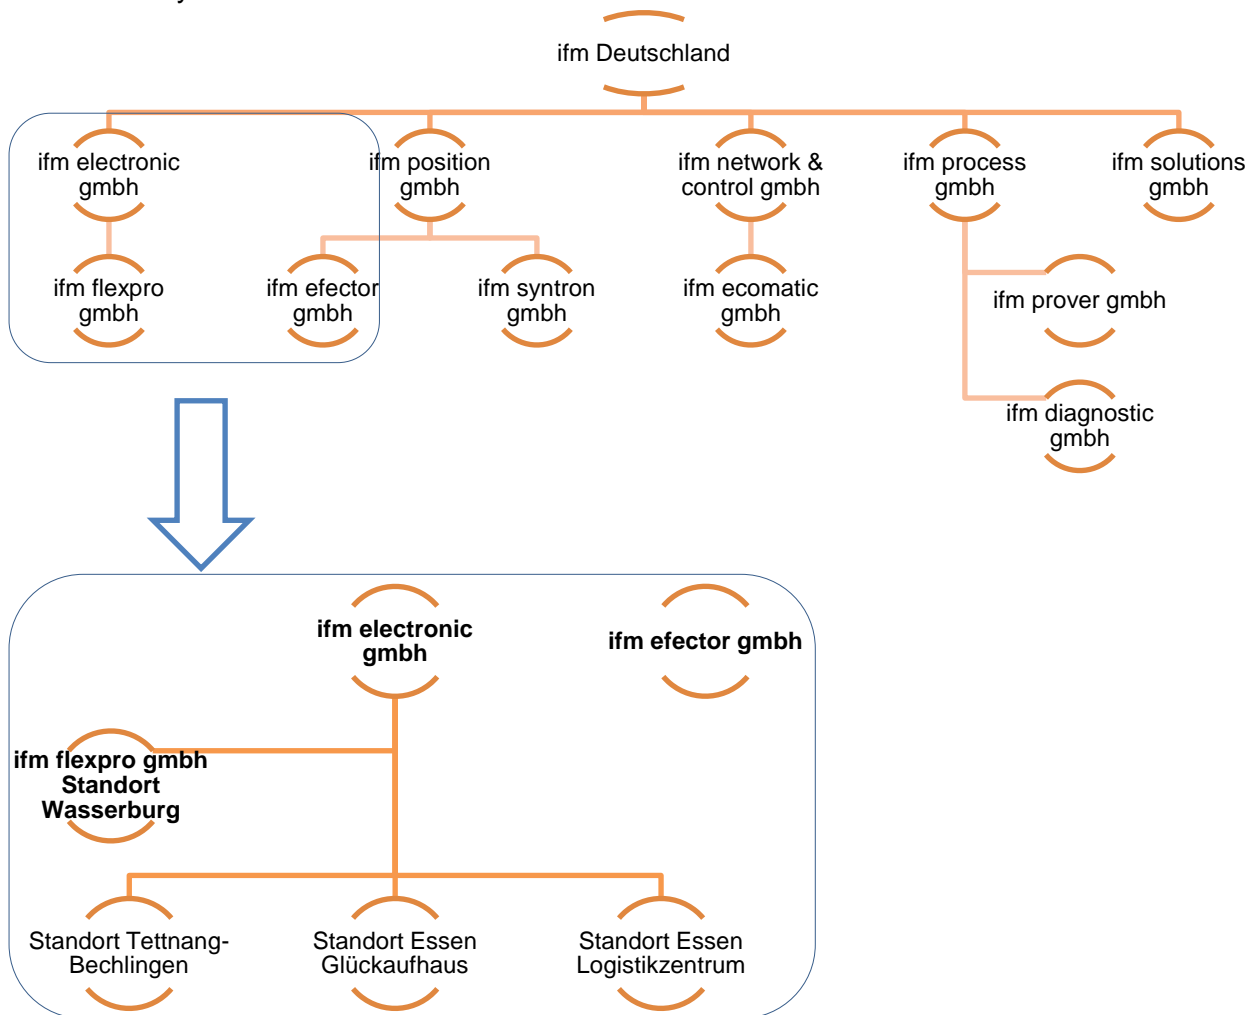 ifm Deutschland
ifm electronic
gmbh
ifm position
gmbh
ifm network &
control gmbh
ifm process
gmbh
ifm solutions
gmbh
ifm flexpro
gmbh
ifm efector
gmbh
ifm syntron
gmbh
ifm ecomatic
gmbh
ifm prover gmbh
ifm diagnostic
gmbh
ifm electronic
gmbh
ifm efector gmbh
ifm flexpro gmbh
Standort
Wasserburg
Standort Tettnang-
Bechlingen
Standort Essen
Glückaufhaus
Standort Essen
Logistikzentrum